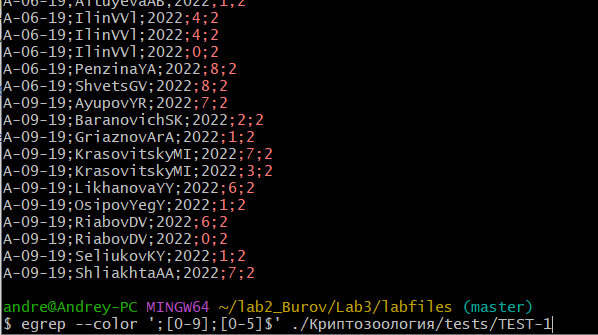 A-06-19;AltuyevaAB;2022;1;2
A-06-19;IlinVVl;2022;4;2
A-06-19;IlinVVl;2022;4;2
A-06-19;IlinVVl;2022;0;2
A-06-19;PenzinaYA;2022;8;2
A-06-19;ShvetsGV;2022;8;2
A-09-19;AyupovYR;2022;7;2
A-09-19;BaranovichSK;2022;2;2
A-09-19;GriaznovArA;2022;1;2
A-09-19;KrasovitskyMI;2022;7;2
A-09-19;KrasovitskyMI;2022;3;2
A-09-19;LikhanovaYY;2022;6;2
A-09-19;OsipovYegY;2022;1;2
A-09-19;RiabovDV;2022;6;2
A-09-19;RiabovDV;2022;0;2
A-09-19;SeliukovKY;2022;1;2
A-09-19;ShliakhtaAA;2022;7;2
andre@Andrey-PC MINGW64 ~/lab2_Burov/Lab3/labfiles (master)
$ egrep --color ';[0-9];[0-5]$' ./Криптозоология/tests/TEST-1